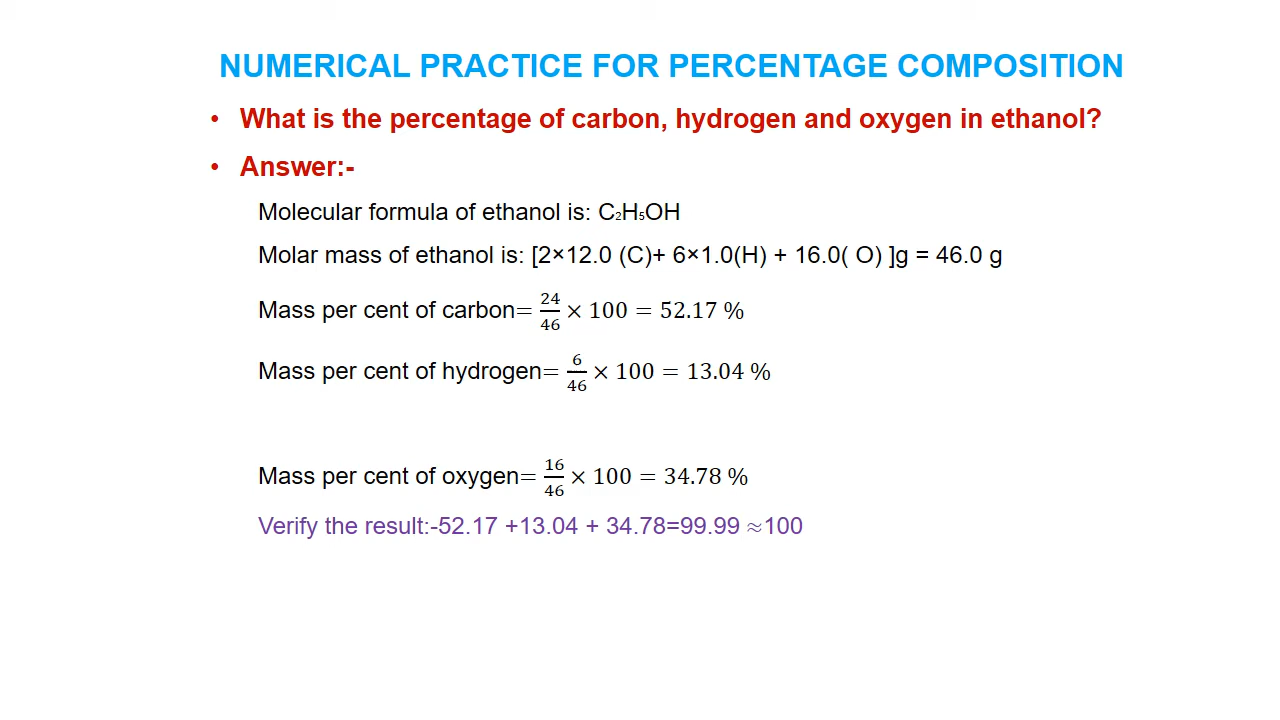 NUMERICAL PRACTICE FOR PERCENTAGE COMPOSITION
• What is the percentage of carbon, hydrogen and oxygen in ethanol?
• Answer:-
Molecular formula of ethanol is: C₂H₅OH
Molar mass of ethanol is: [2×12.0 (C)+ 6×1.0(H) + 16.0( O) ]g = 46.0 g
Mass per cent of carbon= 24/46 × 100 = 52.17 %
Mass per cent of hydrogen= 6/46 × 100 = 13.04 %
Mass per cent of oxygen= 16/46 × 100 = 34.78 %
Verify the result:-52.17 +13.04 + 34.78=99.99 ≈100